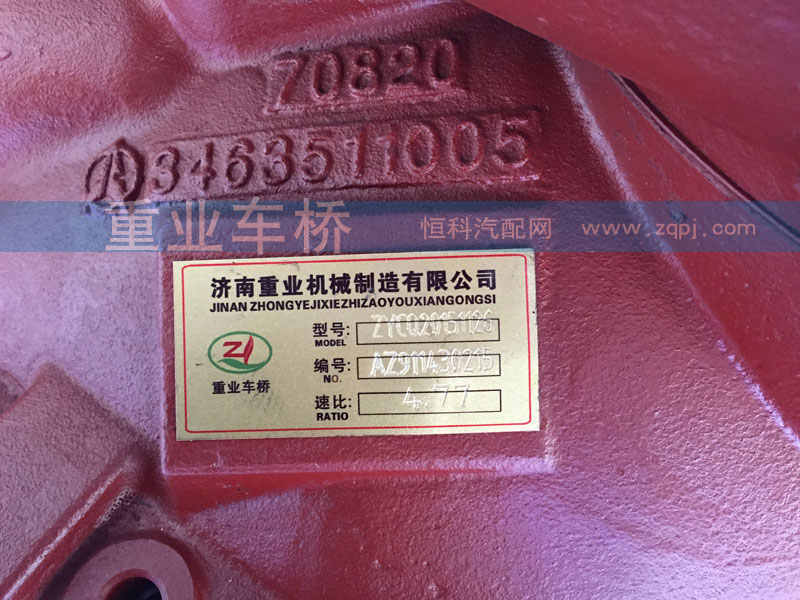 70820
A 3463511005
重业车桥 恒科汽配网 www.zqpj.com
济南重业机械制造有限公司
JINAN ZHONGYEJIXIEZHIZAOYOUXIANGONGSI
型号: ZYCQ20151126
MODEL
编号: AZ911430215
NO.
速比: 4.77
RATIO
重业车桥